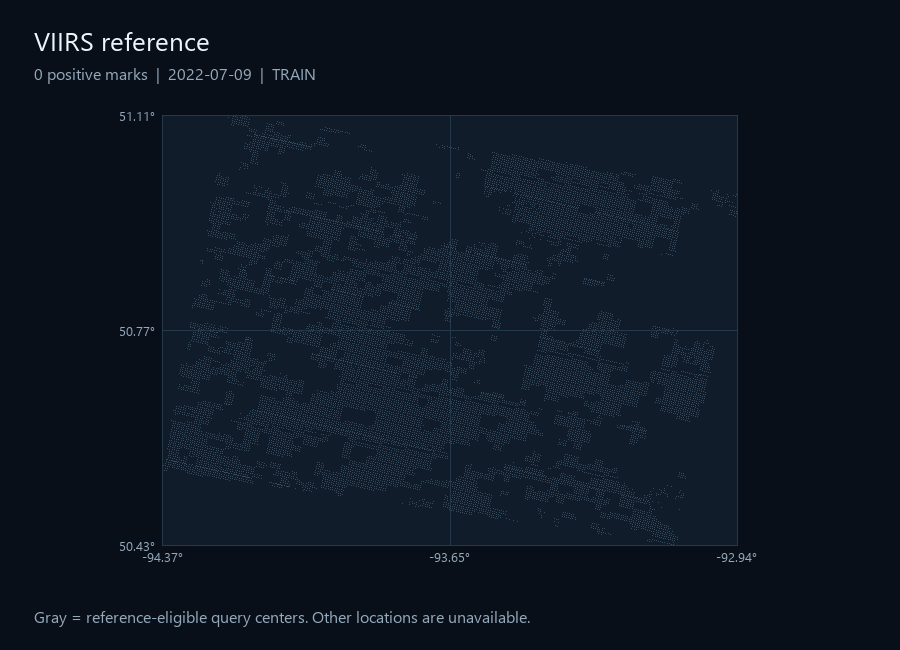 VIIRS reference
0 positive marks | 2022-07-09 | TRAIN
51.11°
50.77°
50.43°
-94.37°
-93.65°
-92.94°
Gray = reference-eligible query centers. Other locations are unavailable.